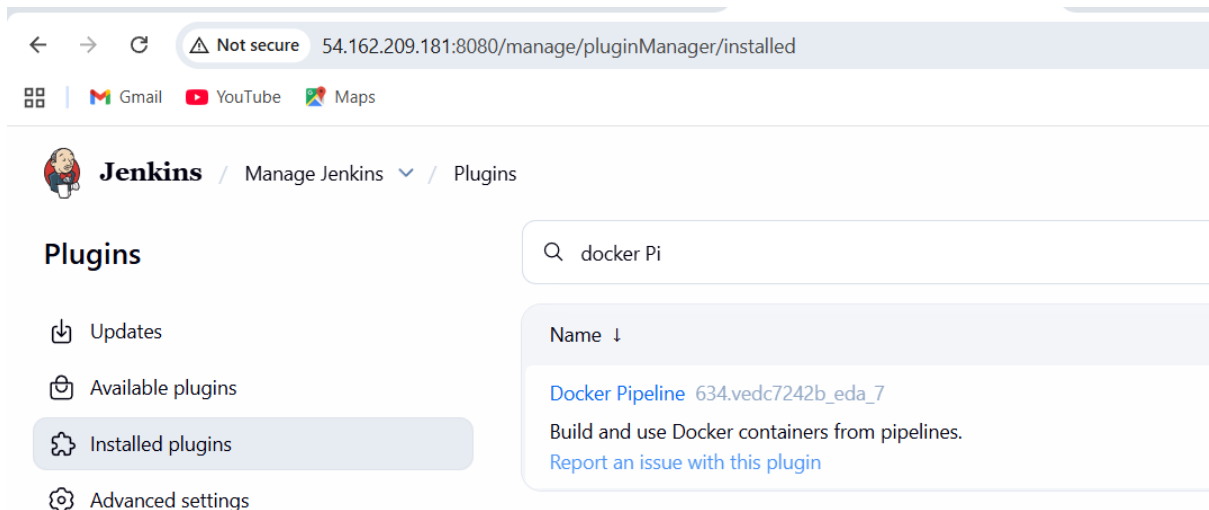 Not secure 54.162.209.181:8080/manage/pluginManager/installed
Gmail YouTube Maps
Jenkins / Manage Jenkins / Plugins
Plugins
docker Pi
Updates
Name ↓
Available plugins
Docker Pipeline 634.vedc7242b_eda_7
Build and use Docker containers from pipelines.
Installed plugins
Report an issue with this plugin
Advanced settings